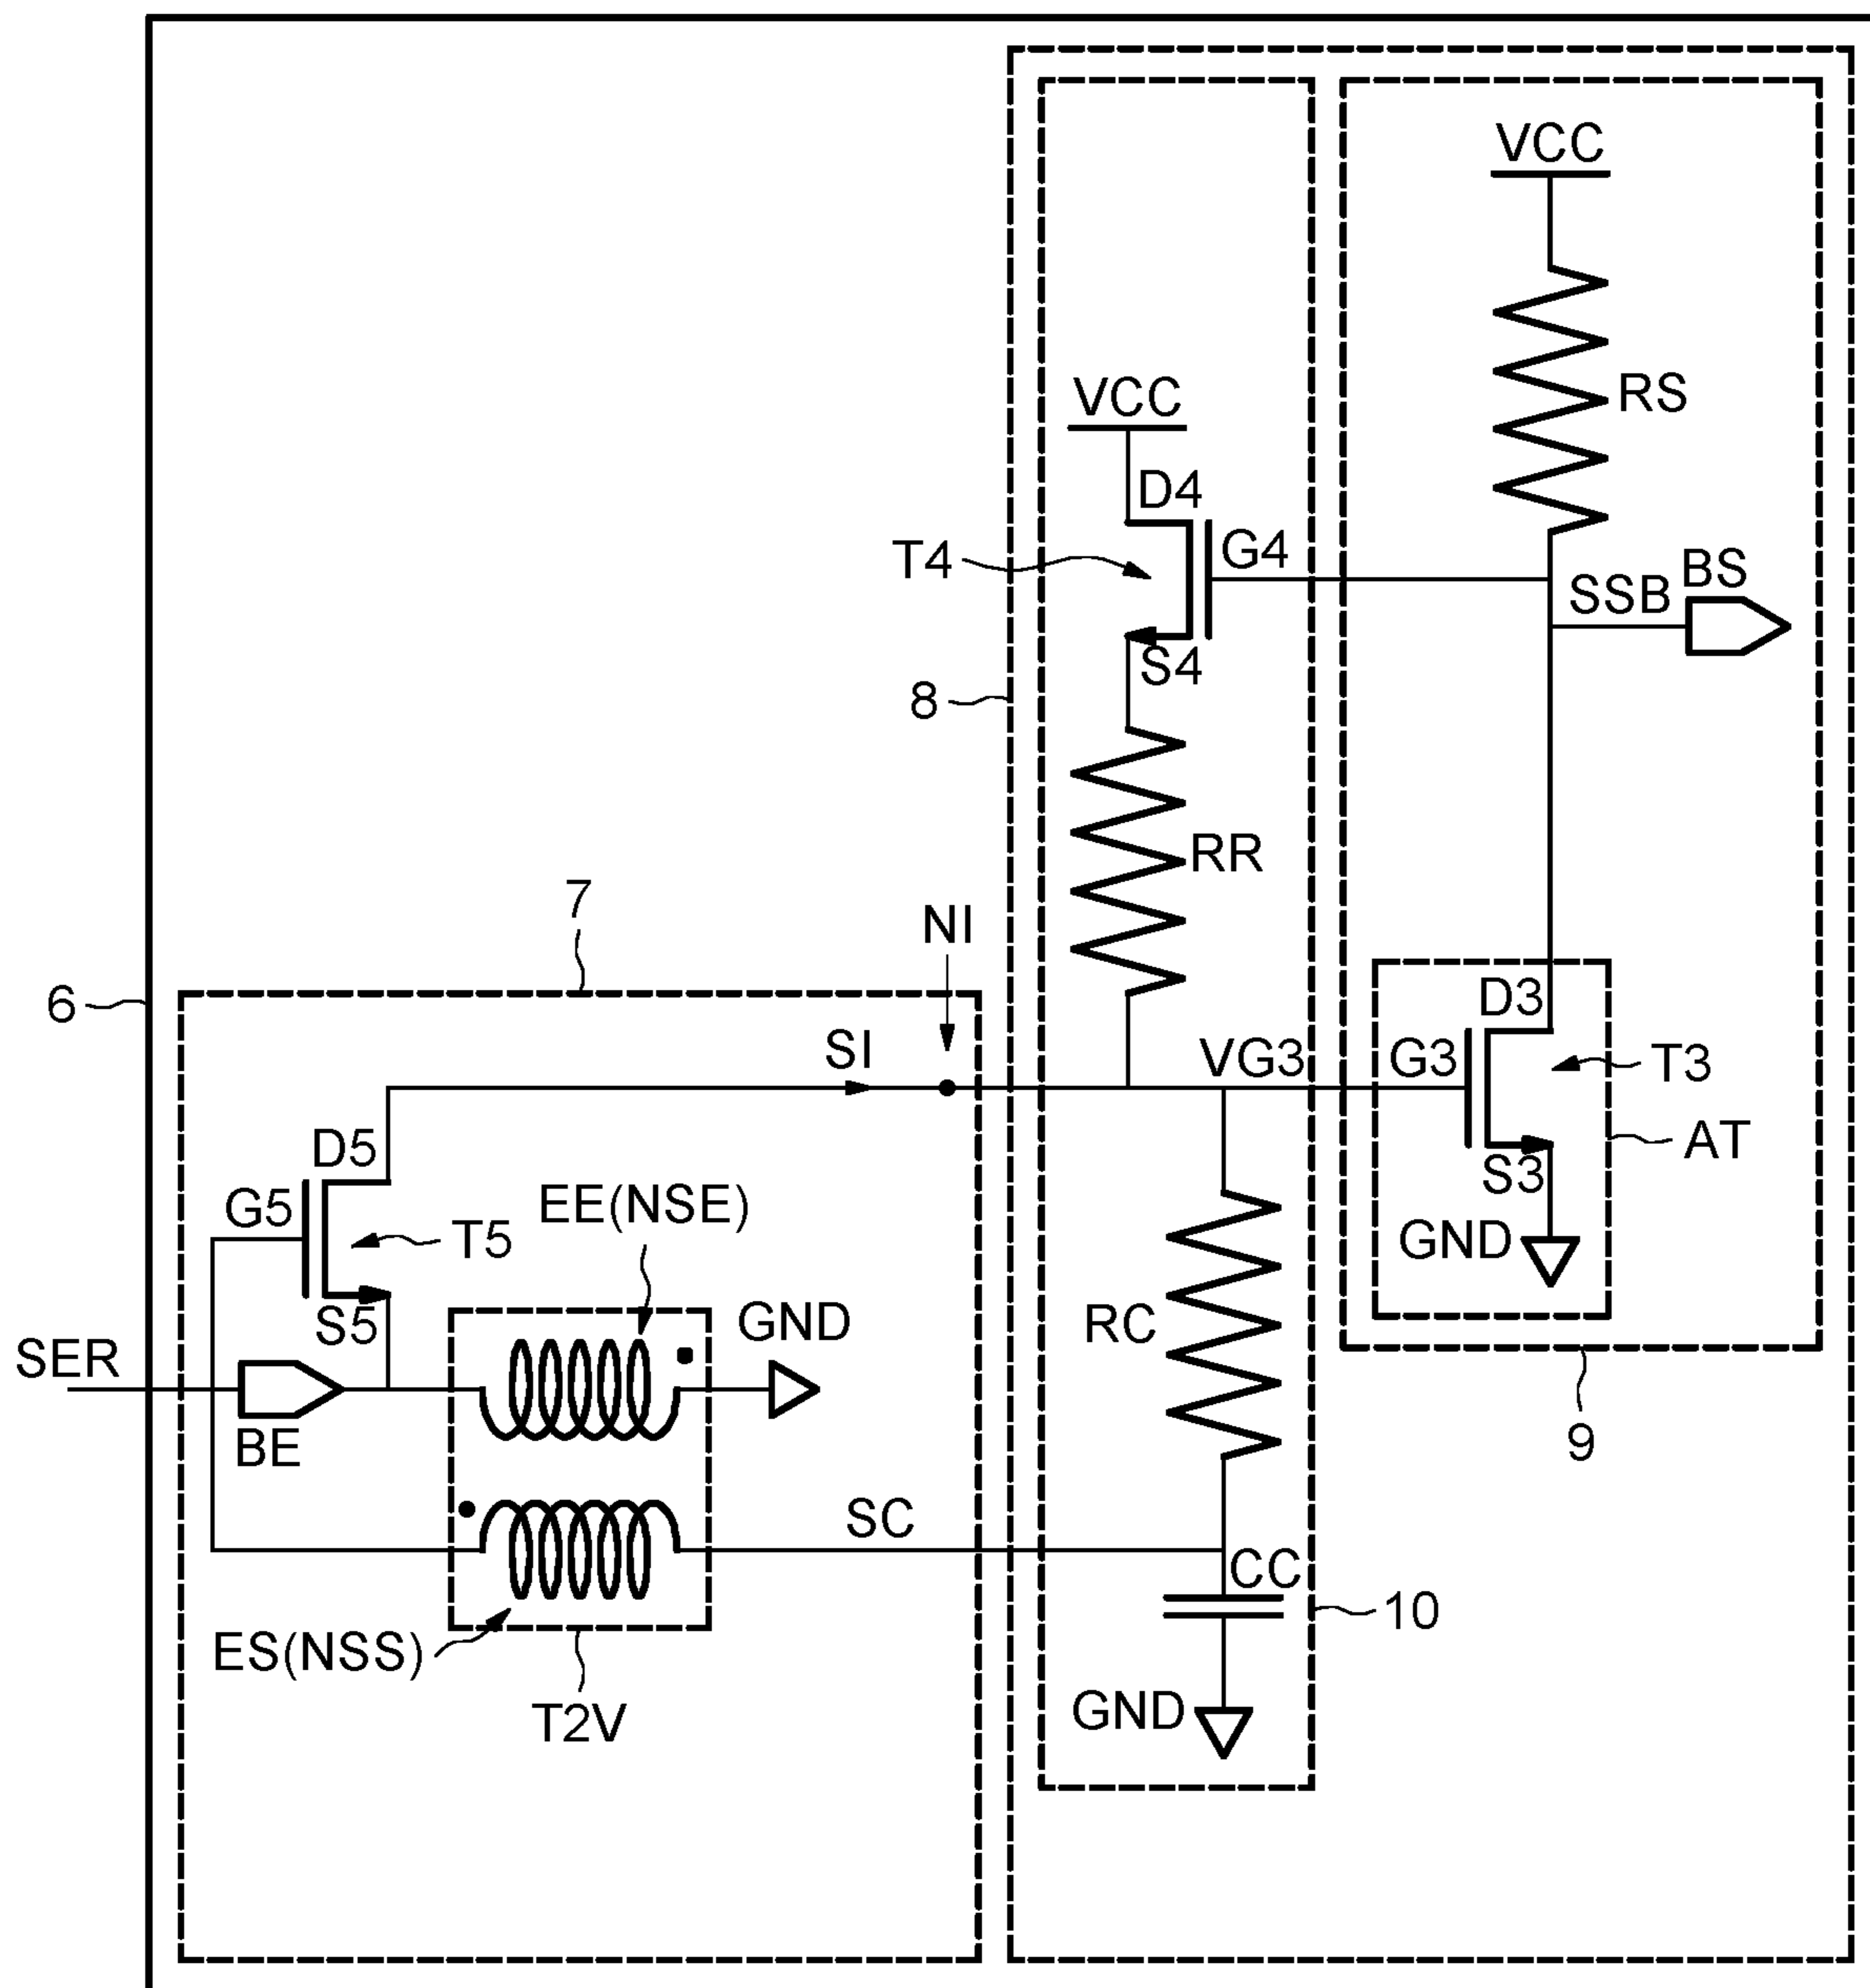 VCC
VCC
RS
D4
T4
G4
SSB
BS
S4
8
RR
7
NI
6
D3
SI
VG3
G3
T3
D5
AT
S3
G5
EE(NSE)
T5
GND
S5
GND
RC
SER
BE
9
SC
CC
10
ES(NSS)
T2V
GND